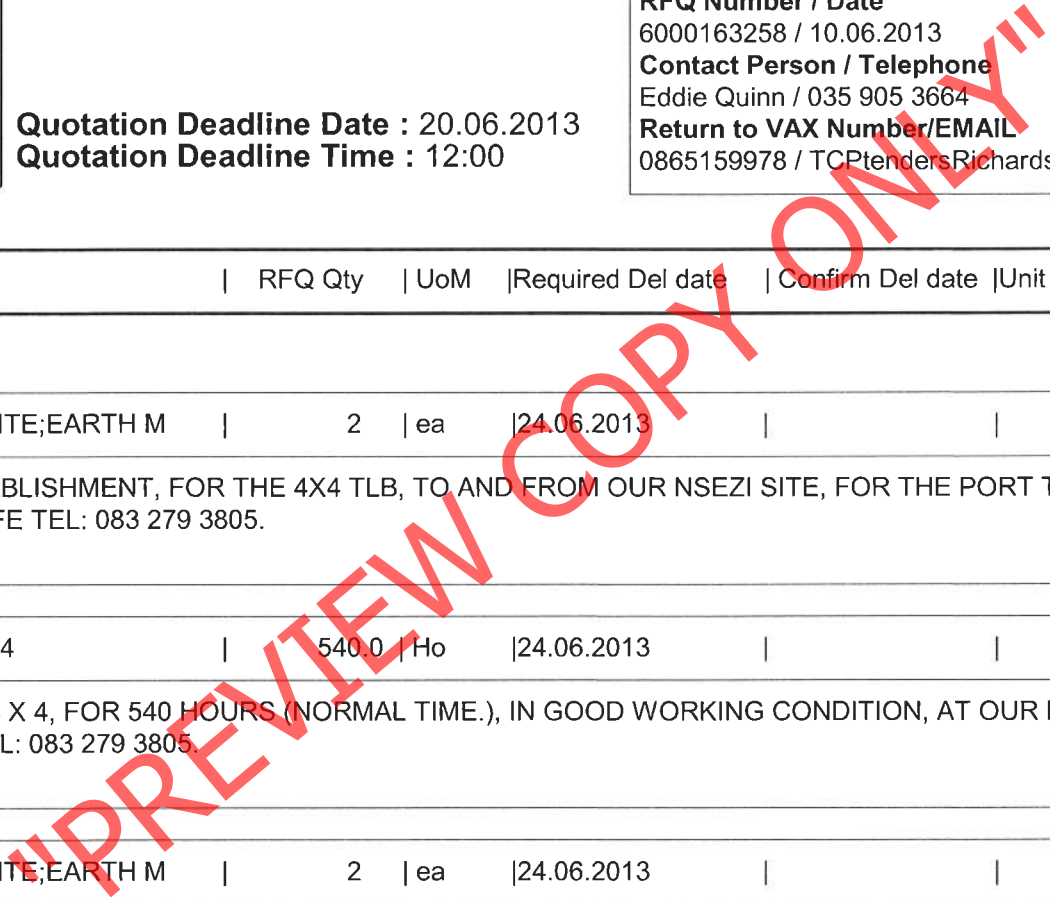 RFQ Number / Date
6000163258 / 10.06.2013
Contact Person / Telephone
Eddie Quinn / 035 905 3664
Quotation Deadline Date : 20.06.2013
Return to VAX Number/EMAIL
Quotation Deadline Time : 12:00
0865159978 / TCPtendersRichards
| RFQ Qty | UoM |Required Del date | Confirm Del date |Unit
ITE;EARTH M | 2 | ea |24.06.2013 | |
BLISHMENT, FOR THE 4X4 TLB, TO AND FROM OUR NSEZI SITE, FOR THE PORT T
FE TEL: 083 279 3805.
4 | 540.0 | Ho |24.06.2013 | |
X 4, FOR 540 HOURS (NORMAL TIME.), IN GOOD WORKING CONDITION, AT OUR
L: 083 279 3805.
ITE;EARTH M | 2 | ea |24.06.2013 | |
"PREVIEW COPY ONLY"